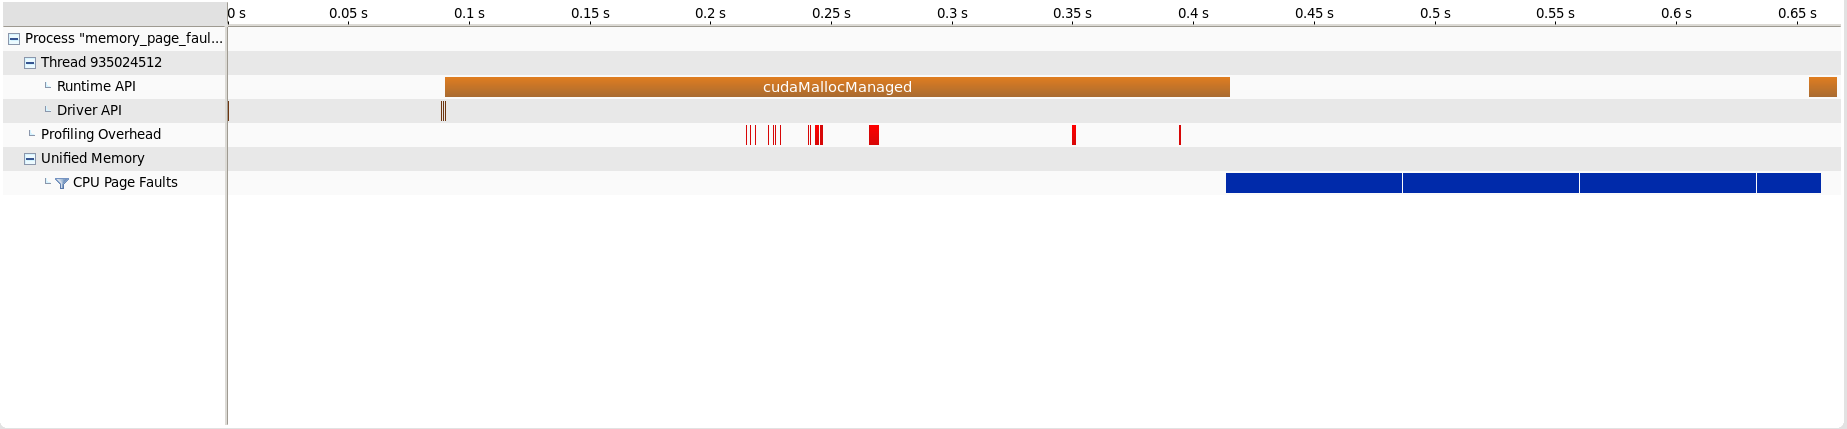 0 s 0.05 s 0.1 s 0.15 s 0.2 s 0.25 s 0.3 s 0.35 s 0.4 s 0.45 s 0.5 s 0.55 s 0.6 s 0.65 s
Process "memory_page_faul...
Thread 935024512
Runtime API cudaMallocManaged
Driver API
Profiling Overhead
Unified Memory
CPU Page Faults